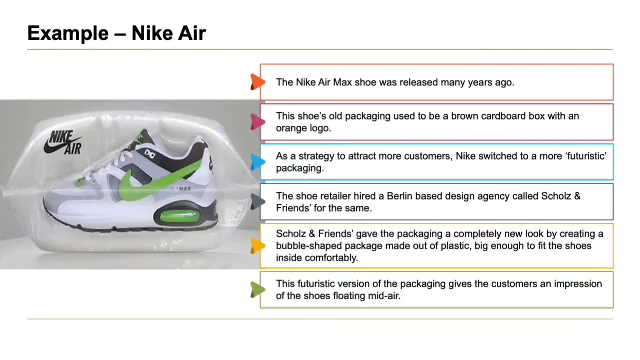 Example – Nike Air
The Nike Air Max shoe was released many years ago.
This shoe's old packaging used to be a brown cardboard box with an
orange logo.
As a strategy to attract more customers, Nike switched to a more 'futuristic'
packaging.
The shoe retailer hired a Berlin based design agency called Scholz &
Friends' for the same.
Scholz & Friends' gave the packaging a completely new look by creating a
bubble-shaped package made out of plastic, big enough to fit the shoes
inside comfortably.
This futuristic version of the packaging gives the customers an impression
of the shoes floating mid-air.
NIKE
AIR
MAX